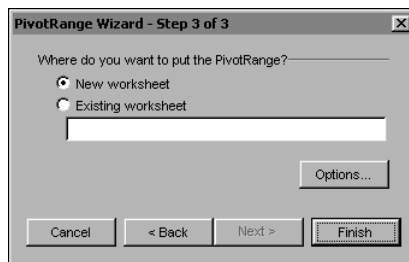 PivotRange Wizard - Step 3 of 3
Where do you want to put the PivotRange?
New worksheet
Existing worksheet
Options...
Cancel < Back Next > Finish